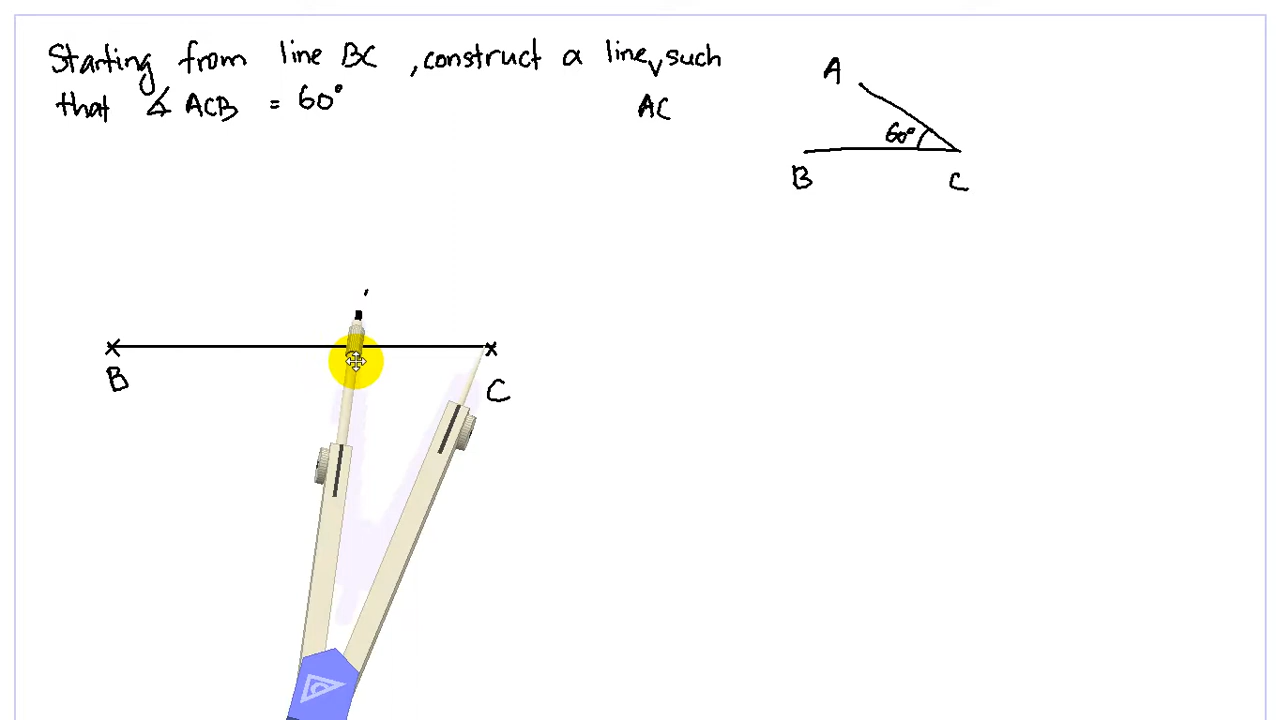 Starting from line BC , construct a line, such
that ∡ ACB = 60° AC
A
60°
B C
B
C